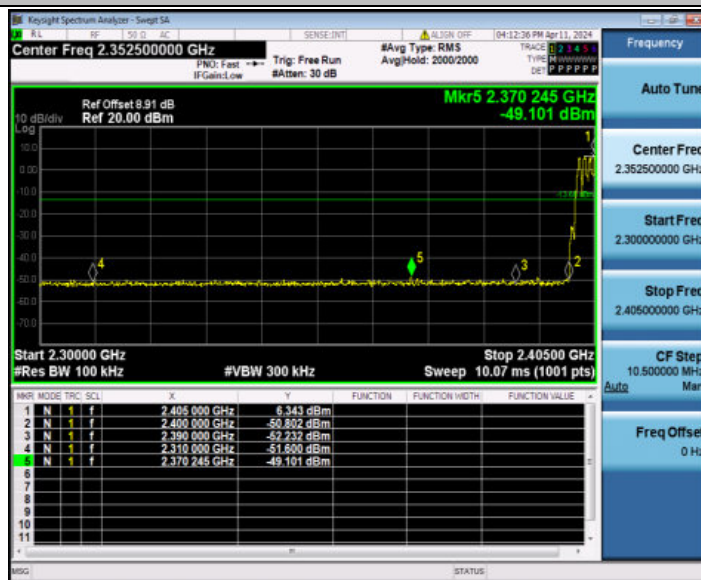 Keysight Spectrum Analyzer - Swept SA
RL RF 50 Ω AC SENSE:INT ALIGN OFF 04:12:36 PM Apr 11, 2024
Center Freq 2.352500000 GHz
PNO: Fast
IFGain:Low
Trig: Free Run
#Atten: 30 dB
#Avg Type: RMS
Avg|Hold: 2000/2000
TRACE 1 2 3 4 5 6
TYPE M W W W W W
DET P P P P P P
Ref Offset 8.91 dB
Ref 20.00 dBm
10 dB/div
Log
Mkr5 2.370 245 GHz
-49.101 dBm
10.0
0.00
-10.0
-20.0
-30.0
-40.0
-50.0
-60.0
-70.0
1
2
3
4
5
Start 2.30000 GHz
Stop 2.40500 GHz
#Res BW 100 kHz
#VBW 300 kHz
Sweep 10.07 ms (1001 pts)
MKR MODE TRC SCL X Y FUNCTION FUNCTION WIDTH FUNCTION VALUE
1 N 1 f 2.405 000 GHz 6.343 dBm
2 N 1 f 2.400 000 GHz -50.802 dBm
3 N 1 f 2.390 000 GHz -52.232 dBm
4 N 1 f 2.310 000 GHz -51.600 dBm
5 N 1 f 2.370 245 GHz -49.101 dBm
6
7
8
9
10
11
MSG
STATUS
Frequency
Auto Tune
Center Freq
2.352500000 GHz
Start Freq
2.300000000 GHz
Stop Freq
2.405000000 GHz
CF Step
10.500000 MHz
Auto Man
Freq Offset
0 Hz